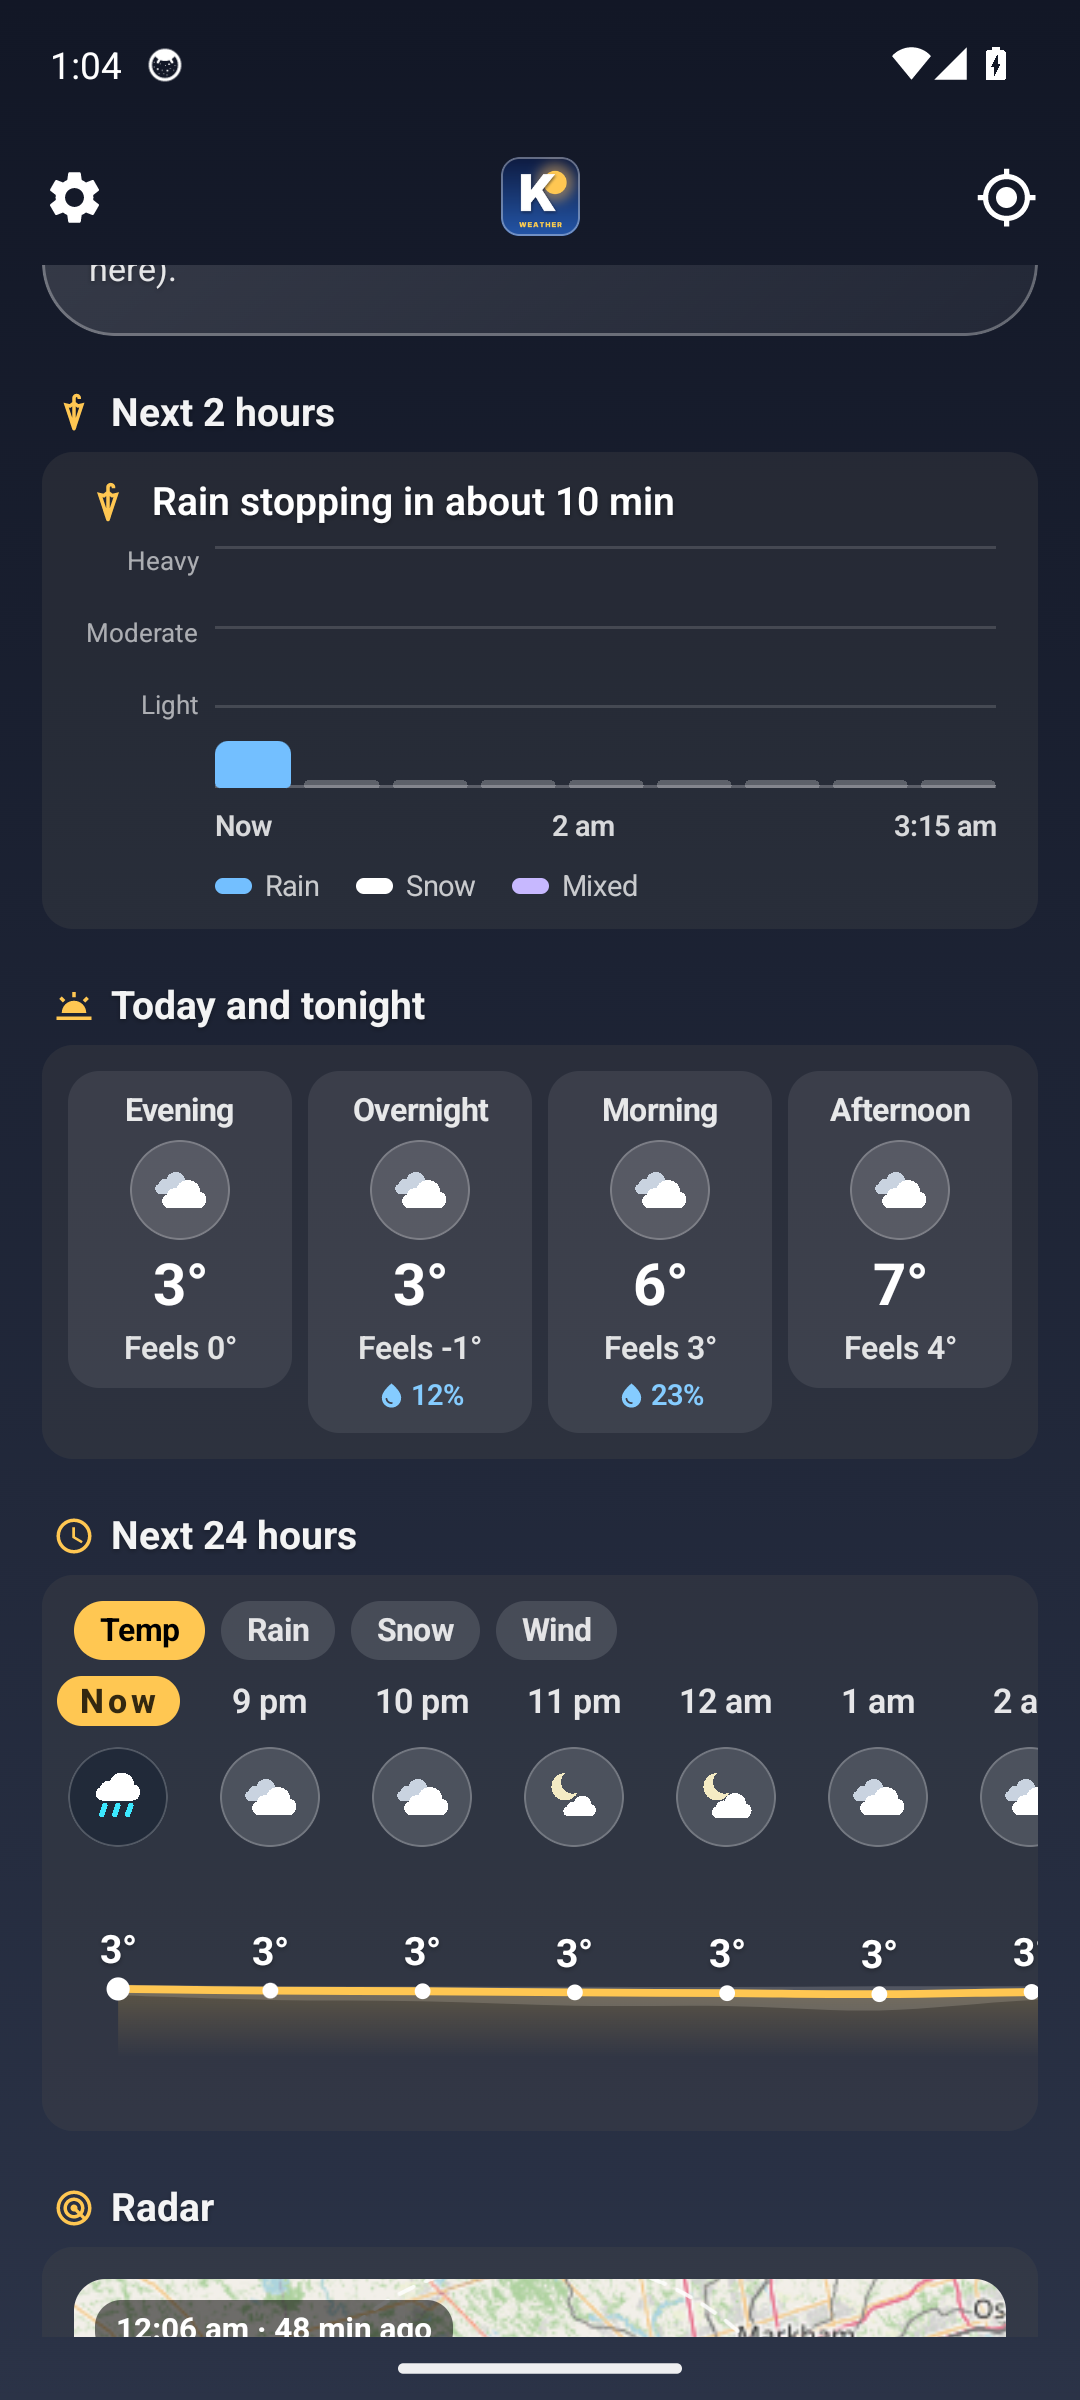 1:04
K
WEATHER
here).
Next 2 hours
Rain stopping in about 10 min
Heavy
Moderate
Light
Now 2 am 3:15 am
Rain Snow Mixed
Today and tonight
Evening Overnight Morning Afternoon
3° 3° 6° 7°
Feels 0° Feels -1° Feels 3° Feels 4°
12% 23%
Next 24 hours
Temp Rain Snow Wind
Now 9 pm 10 pm 11 pm 12 am 1 am 2 a
3° 3° 3° 3° 3° 3° 3°
Radar
Os
12:06 am · 48 min ago
Markham